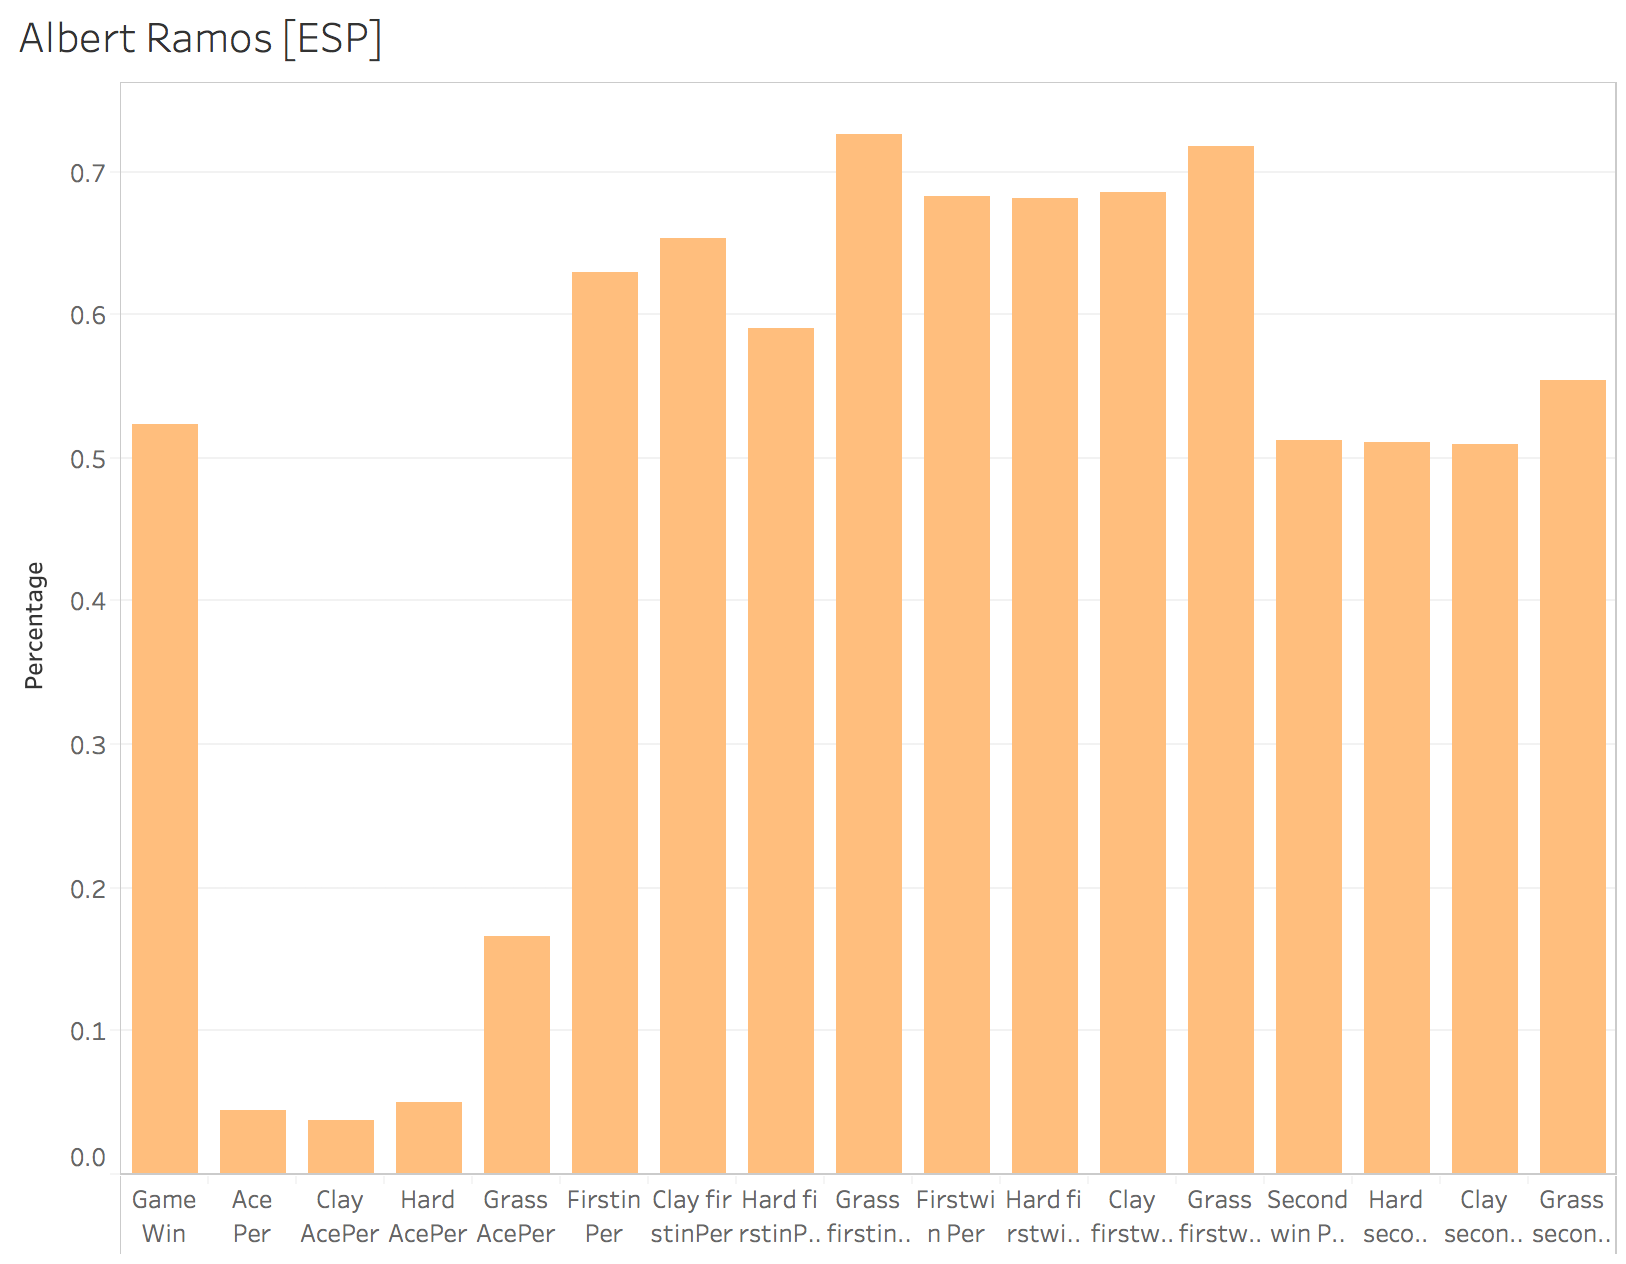 Albert Ramos [ESP]
Percentage
0.7
0.6
0.5
0.4
0.3
0.2
0.1
0.0
Game Ace Clay Hard Grass Firstin Clay fir Hard fi Grass Firstwi Hard fi Clay Grass Second Hard Clay Grass
Win Per AcePer AcePer AcePer Per stinPer rstinP.. firstin.. n Per rstwi.. firstw.. firstw.. win P.. seco.. secon.. secon..